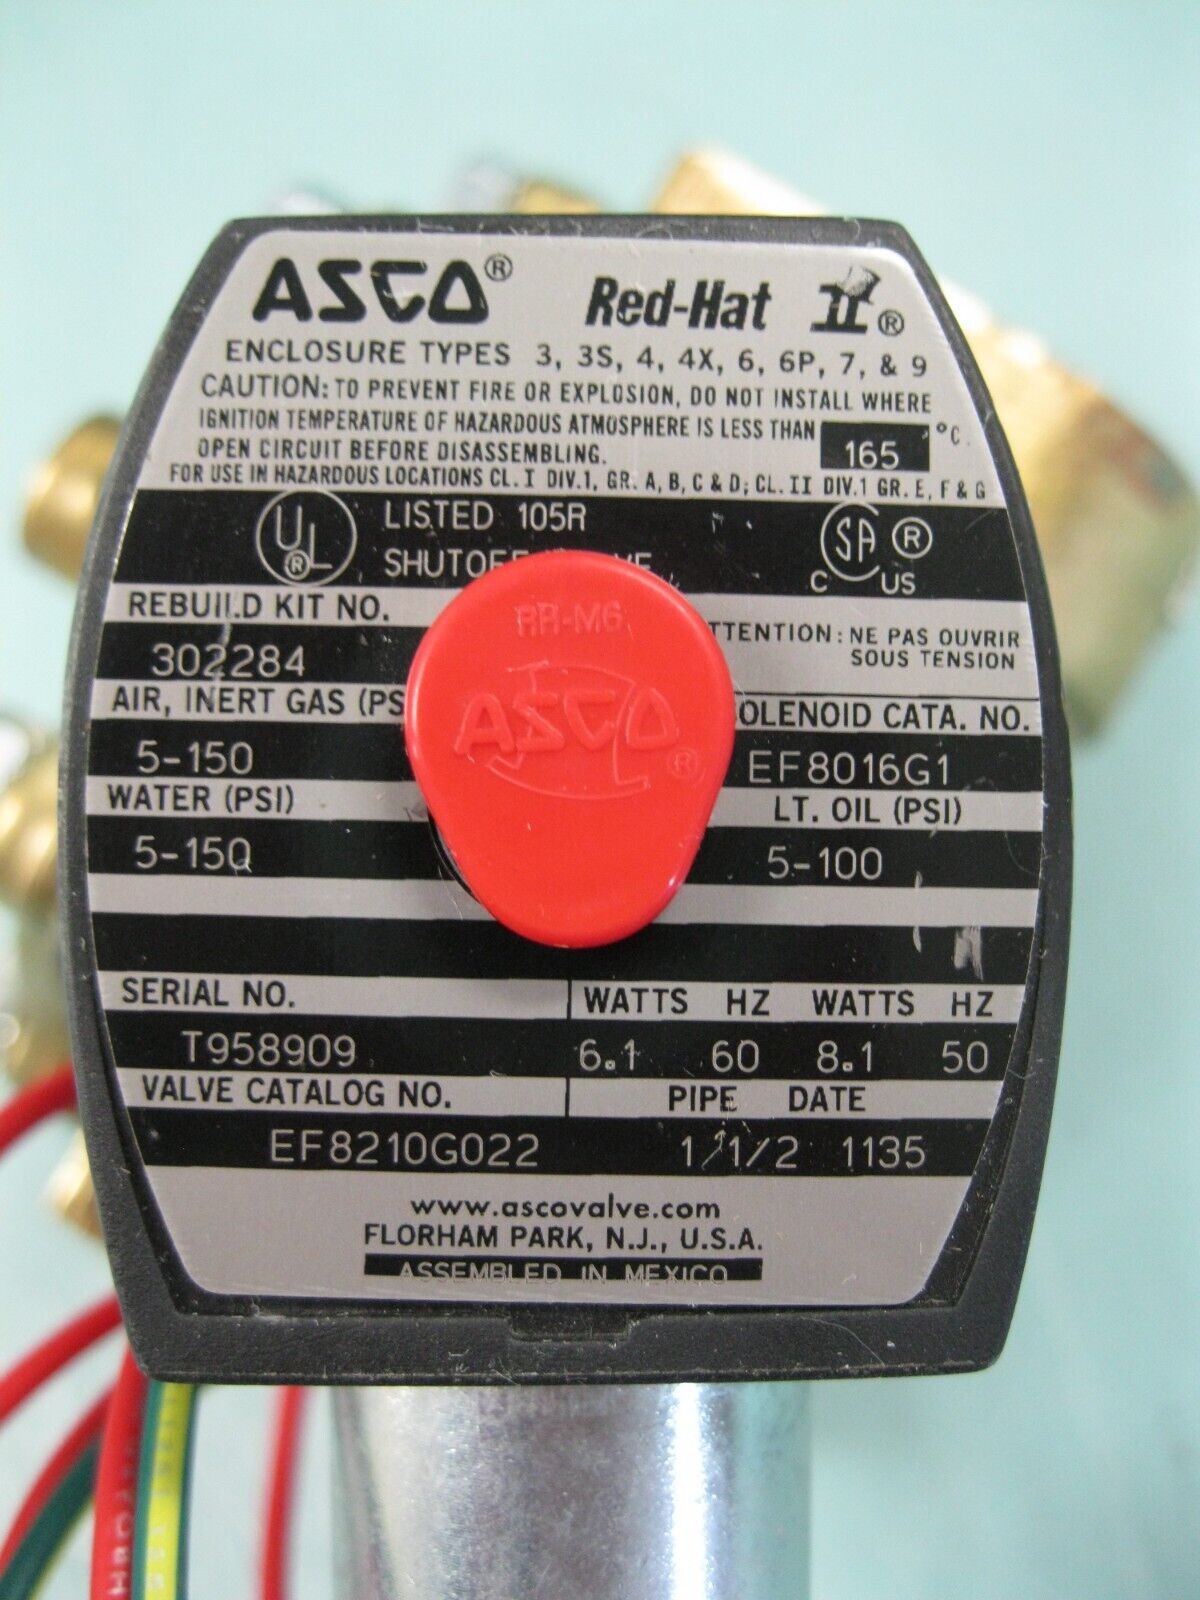 ASCO® Red-Hat II®
ENCLOSURE TYPES 3, 3S, 4, 4X, 6, 6P, 7, & 9
CAUTION: TO PREVENT FIRE OR EXPLOSION, DO NOT INSTALL WHERE
IGNITION TEMPERATURE OF HAZARDOUS ATMOSPHERE IS LESS THAN 165 °C.
OPEN CIRCUIT BEFORE DISASSEMBLING.
FOR USE IN HAZARDOUS LOCATIONS CL. I DIV.1, GR. A, B, C & D; CL. II DIV.1 GR. E, F & G
UL® LISTED 105R
SHUTOFF
C SA® US
REBUILD KIT NO.
302284
RR-M6
ASCO®
ATTENTION: NE PAS OUVRIR
SOUS TENSION
AIR, INERT GAS (PS
SOLENOID CATA. NO.
5-150
EF8016G1
WATER (PSI)
LT. OIL (PSI)
5-150
5-100
SERIAL NO. WATTS HZ WATTS HZ
T958909 6.1 60 8.1 50
VALVE CATALOG NO. PIPE DATE
EF8210G022 1 1/2 1135
www.ascovalve.com
FLORHAM PARK, N.J., U.S.A.
ASSEMBLED IN MEXICO